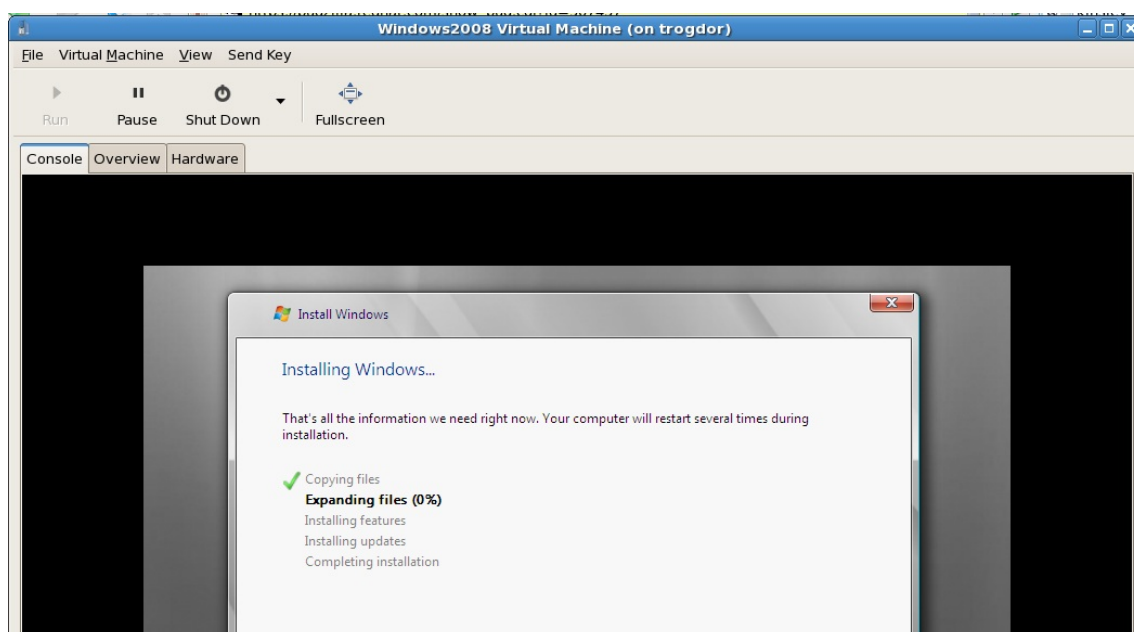 Windows2008 Virtual Machine (on trogdor)
File Virtual Machine View Send Key
Run Pause Shut Down Fullscreen
Console Overview Hardware
Install Windows
Installing Windows...
That's all the information we need right now. Your computer will restart several times during
installation.
Copying files
Expanding files (0%)
Installing features
Installing updates
Completing installation